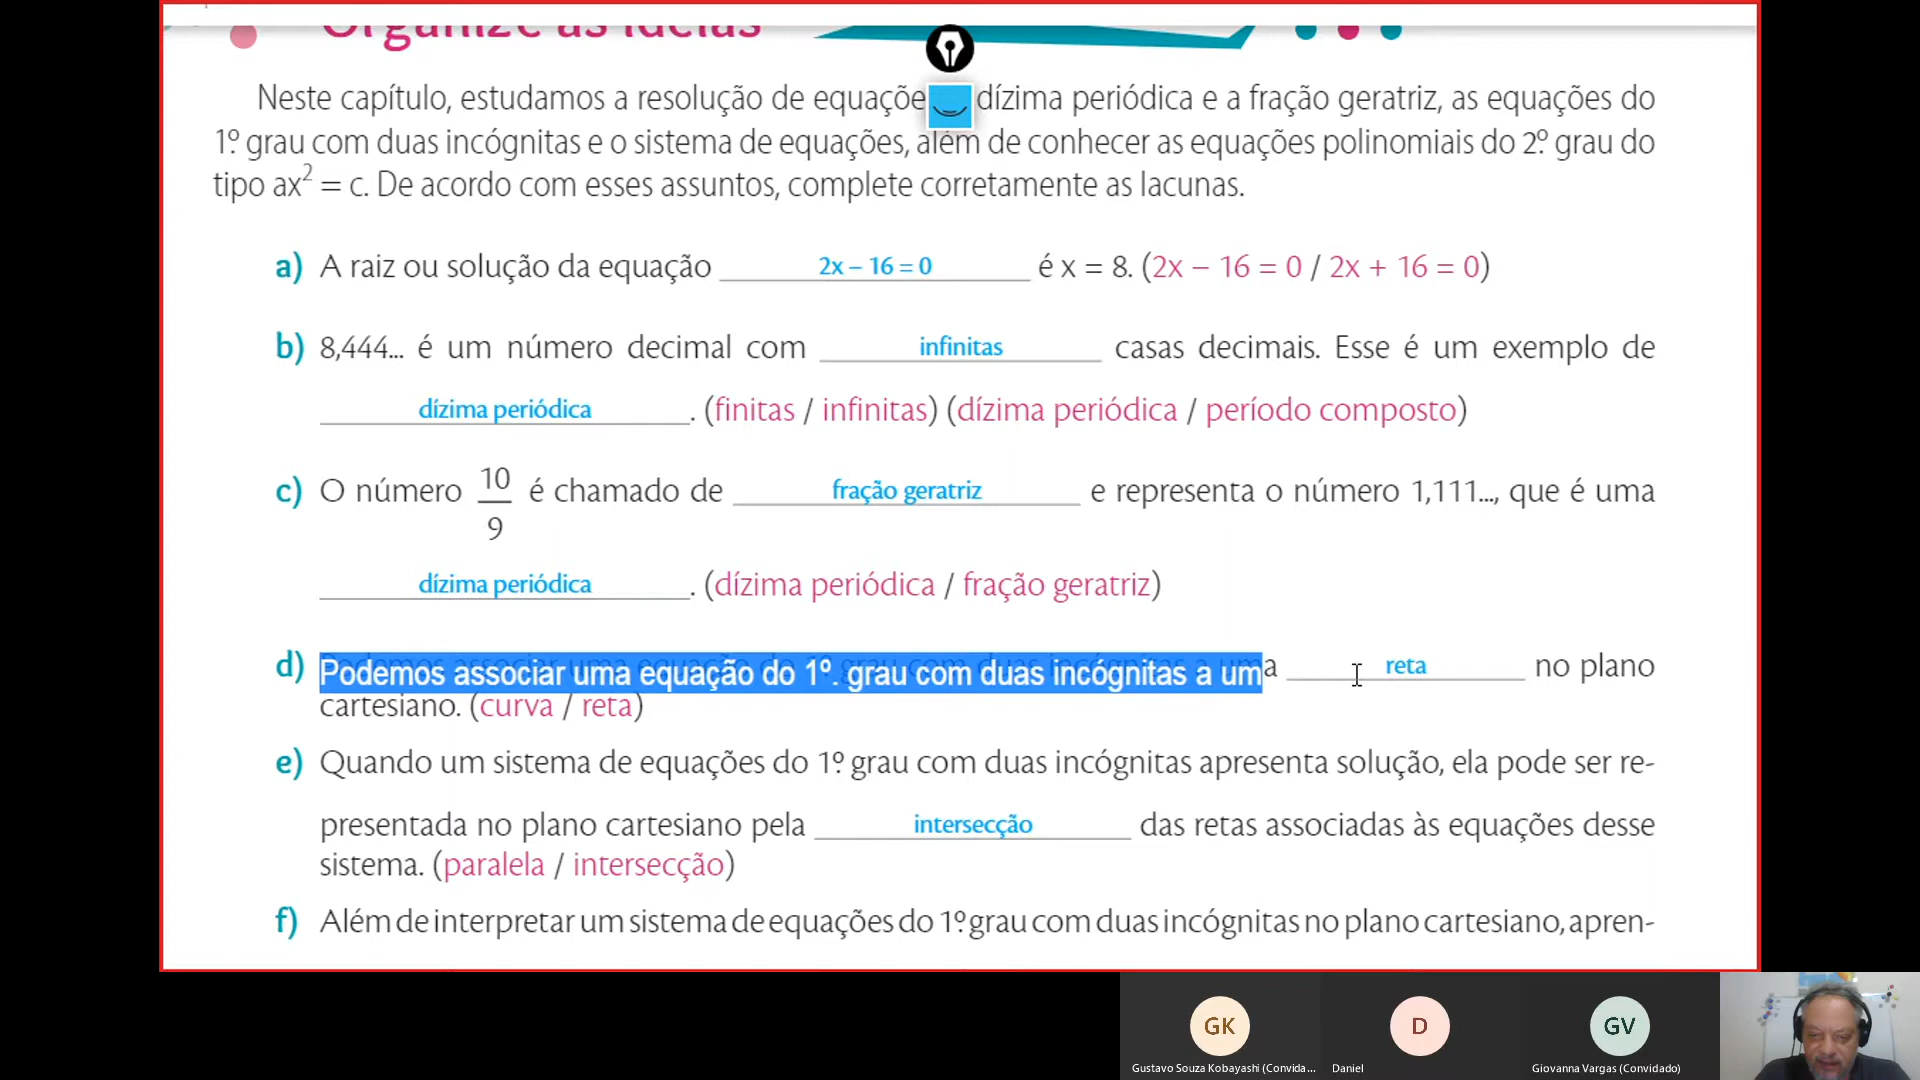 Organize as ideias
Neste capítulo, estudamos a resolução de equaçõe dízima periódica e a fração geratriz, as equações do
1º. grau com duas incógnitas e o sistema de equações, além de conhecer as equações polinomiais do 2º. grau do
tipo ax² = c. De acordo com esses assuntos, complete corretamente as lacunas.
a) A raiz ou solução da equação 2x – 16 = 0 é x = 8. (2x – 16 = 0 / 2x + 16 = 0)
b) 8,444... é um número decimal com infinitas casas decimais. Esse é um exemplo de
dízima periódica. (finitas / infinitas) (dízima periódica / período composto)
c) O número 10/9 é chamado de fração geratriz e representa o número 1,111..., que é uma
dízima periódica. (dízima periódica / fração geratriz)
d) Podemos associar uma equação do 1º. grau com duas incógnitas a uma reta no plano
cartesiano. (curva / reta)
e) Quando um sistema de equações do 1º. grau com duas incógnitas apresenta solução, ela pode ser re-
presentada no plano cartesiano pela intersecção das retas associadas às equações desse
sistema. (paralela / intersecção)
f) Além de interpretar um sistema de equações do 1º. grau com duas incógnitas no plano cartesiano, apren-
GK D GV
Gustavo Souza Kobayashi (Convida... Daniel Giovanna Vargas (Convidado)